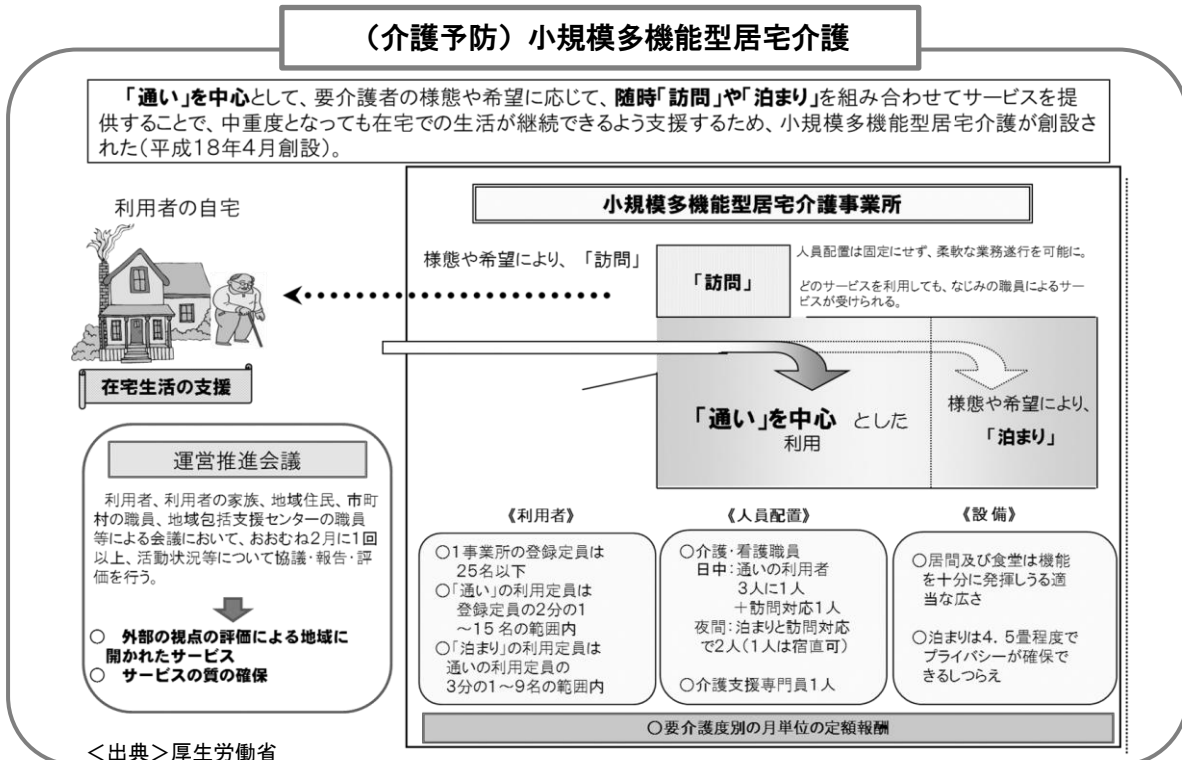 （介護予防）小規模多機能型居宅介護
「通い」を中心として、要介護者の様態や希望に応じて、随時「訪問」や「泊まり」を組み合わせてサービスを提
供することで、中重度となっても在宅での生活が継続できるよう支援するため、小規模多機能型居宅介護が創設さ
れた（平成18年4月創設）。
利用者の自宅
在宅生活の支援
小規模多機能型居宅介護事業所
様態や希望により、「訪問」
「訪問」
人員配置は固定にせず、柔軟な業務遂行を可能に。
どのサービスを利用しても、なじみの職員によるサー
ビスが受けられる。
「通い」を中心 とした
利用
様態や希望により、
「泊まり」
運営推進会議
利用者、利用者の家族、地域住民、市町
村の職員、地域包括支援センターの職員
等による会議において、おおむね2月に1回
以上、活動状況等について協議・報告・評
価を行う。
○ 外部の視点の評価による地域に
開かれたサービス
○ サービスの質の確保
《利用者》
○1事業所の登録定員は
25名以下
○「通い」の利用定員は
登録定員の2分の1
～15名の範囲内
○「泊まり」の利用定員は
通いの利用定員の
3分の1～9名の範囲内
《人員配置》
○介護・看護職員
日中：通いの利用者
3人に1人
＋訪問対応1人
夜間：泊まりと訪問対応
で2人（1人は宿直可）
○介護支援専門員1人
《設備》
○居間及び食堂は機能
を十分に発揮しうる適
当な広さ
○泊まりは4．5畳程度で
プライバシーが確保で
きるしつらえ
○要介護度別の月単位の定額報酬
＜出典＞厚生労働省